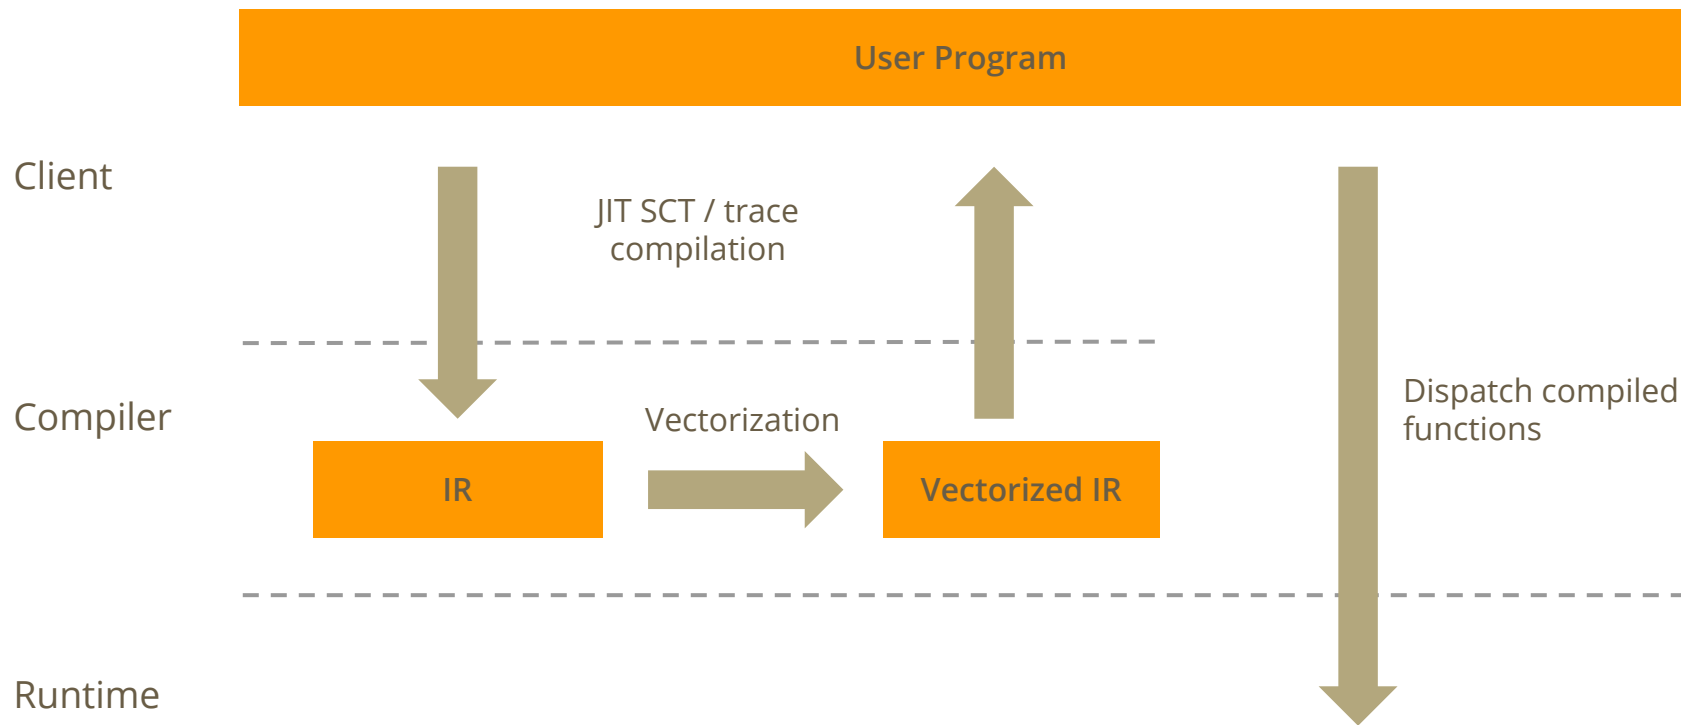 User Program
Client
JIT SCT / trace
compilation
Compiler
Vectorization
Dispatch compiled
functions
IR
Vectorized IR
Runtime